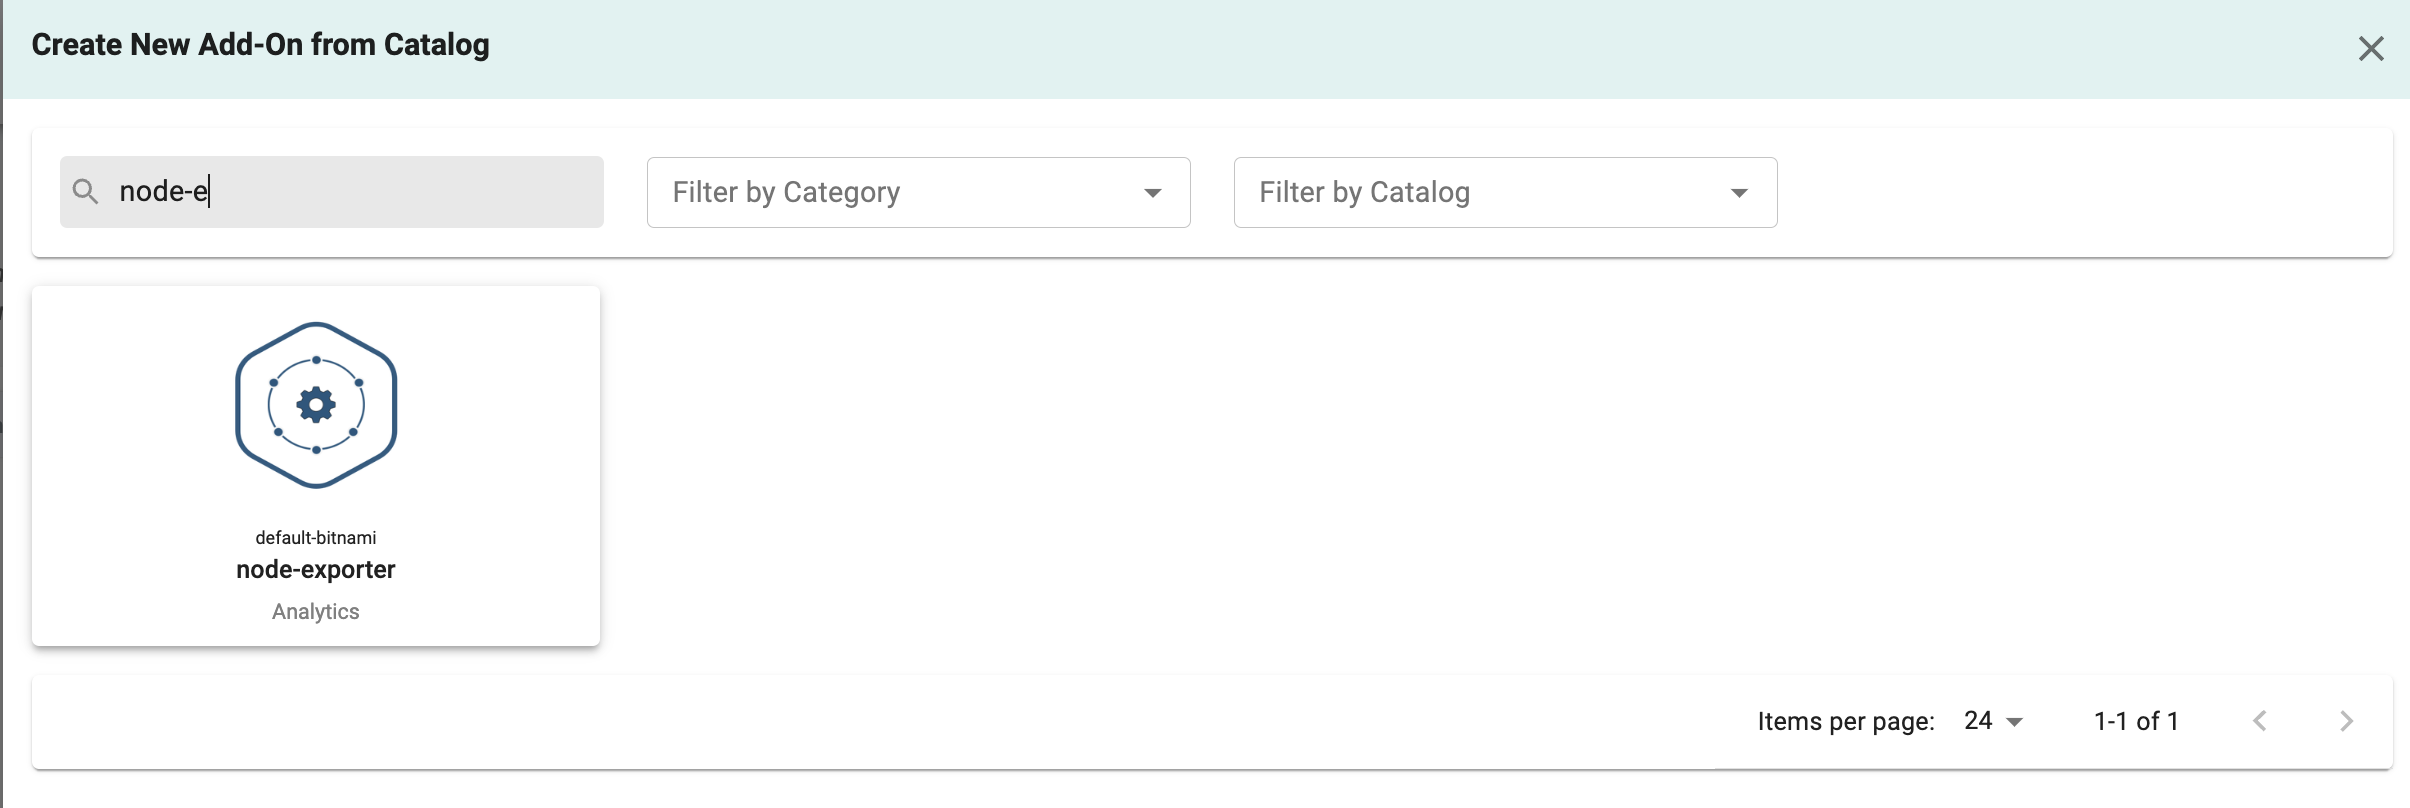 Create New Add-On from Catalog
node-e
Filter by Category
Filter by Catalog
default-bitnami
node-exporter
Analytics
Items per page: 24 1-1 of 1